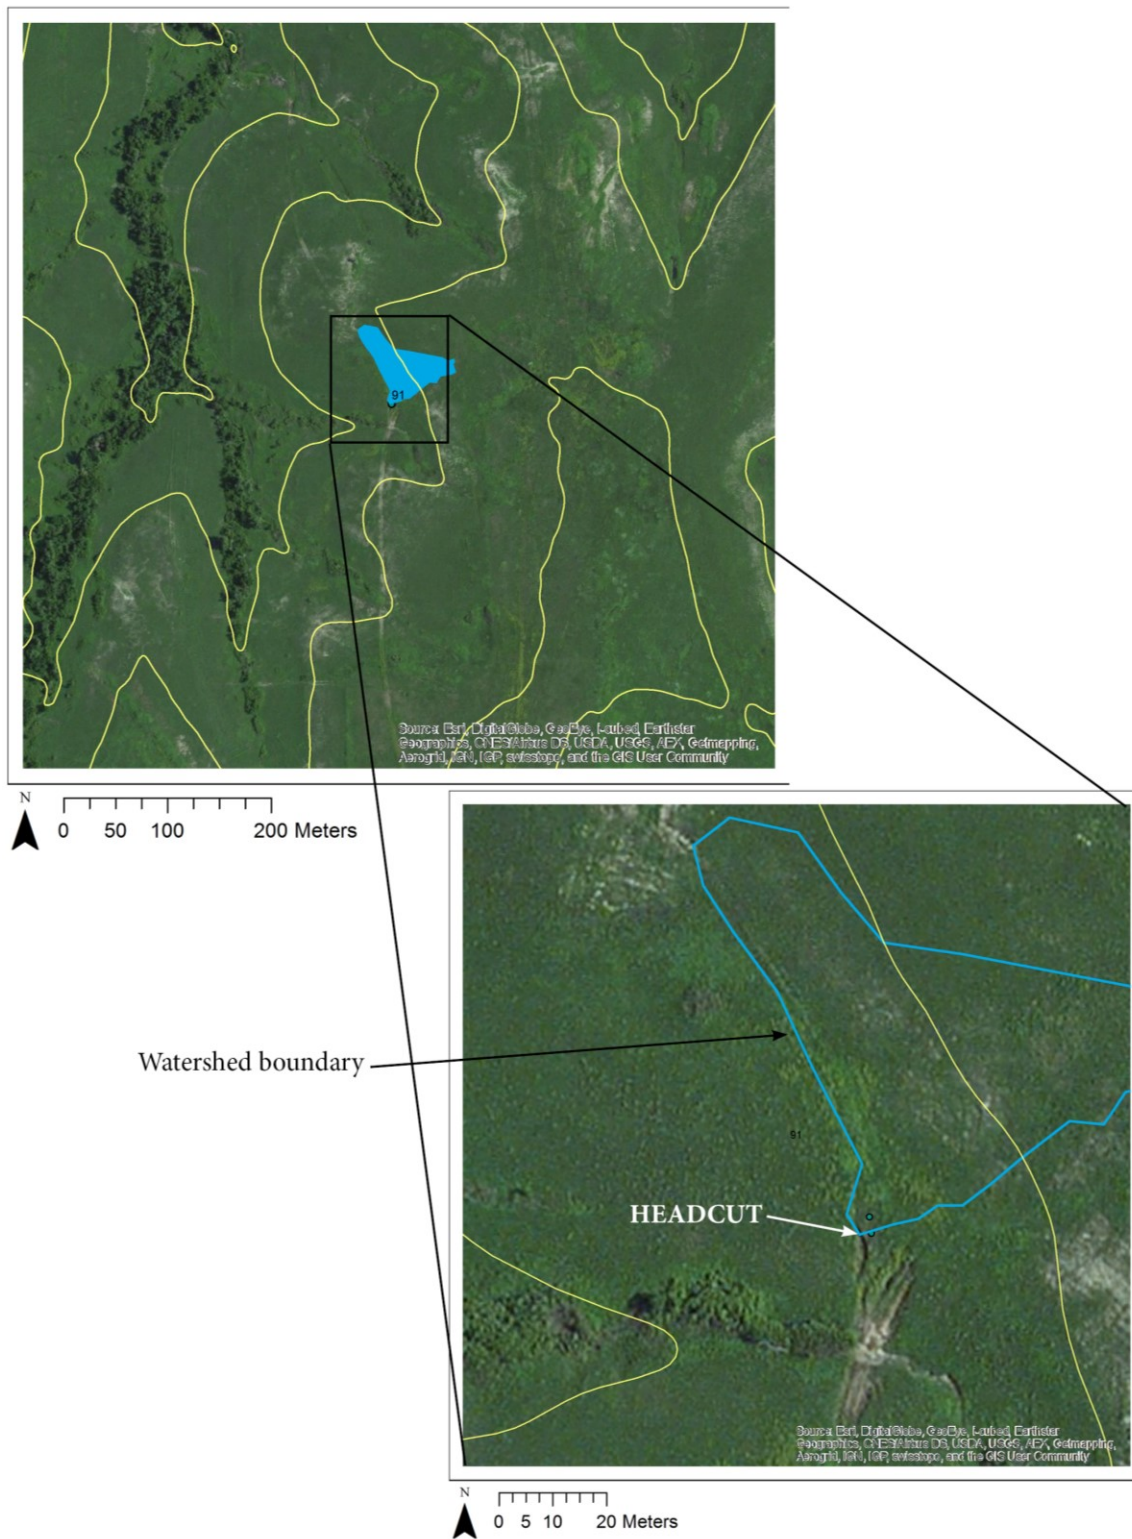 91
Source: Esri, DigitalGlobe, GeoEye, i-cubed, Earthstar
Geographics, CNES/Airbus DS, USDA, USGS, AEX, Getmapping,
Aerogrid, IGN, IGP, swisstopo, and the GIS User Community
N
0 50 100 200 Meters
Watershed boundary
91
HEADCUT
Source: Esri, DigitalGlobe, GeoEye, i-cubed, Earthstar
Geographics, CNES/Airbus DS, USDA, USGS, AEX, Getmapping,
Aerogrid, IGN, IGP, swisstopo, and the GIS User Community
N
0 5 10 20 Meters